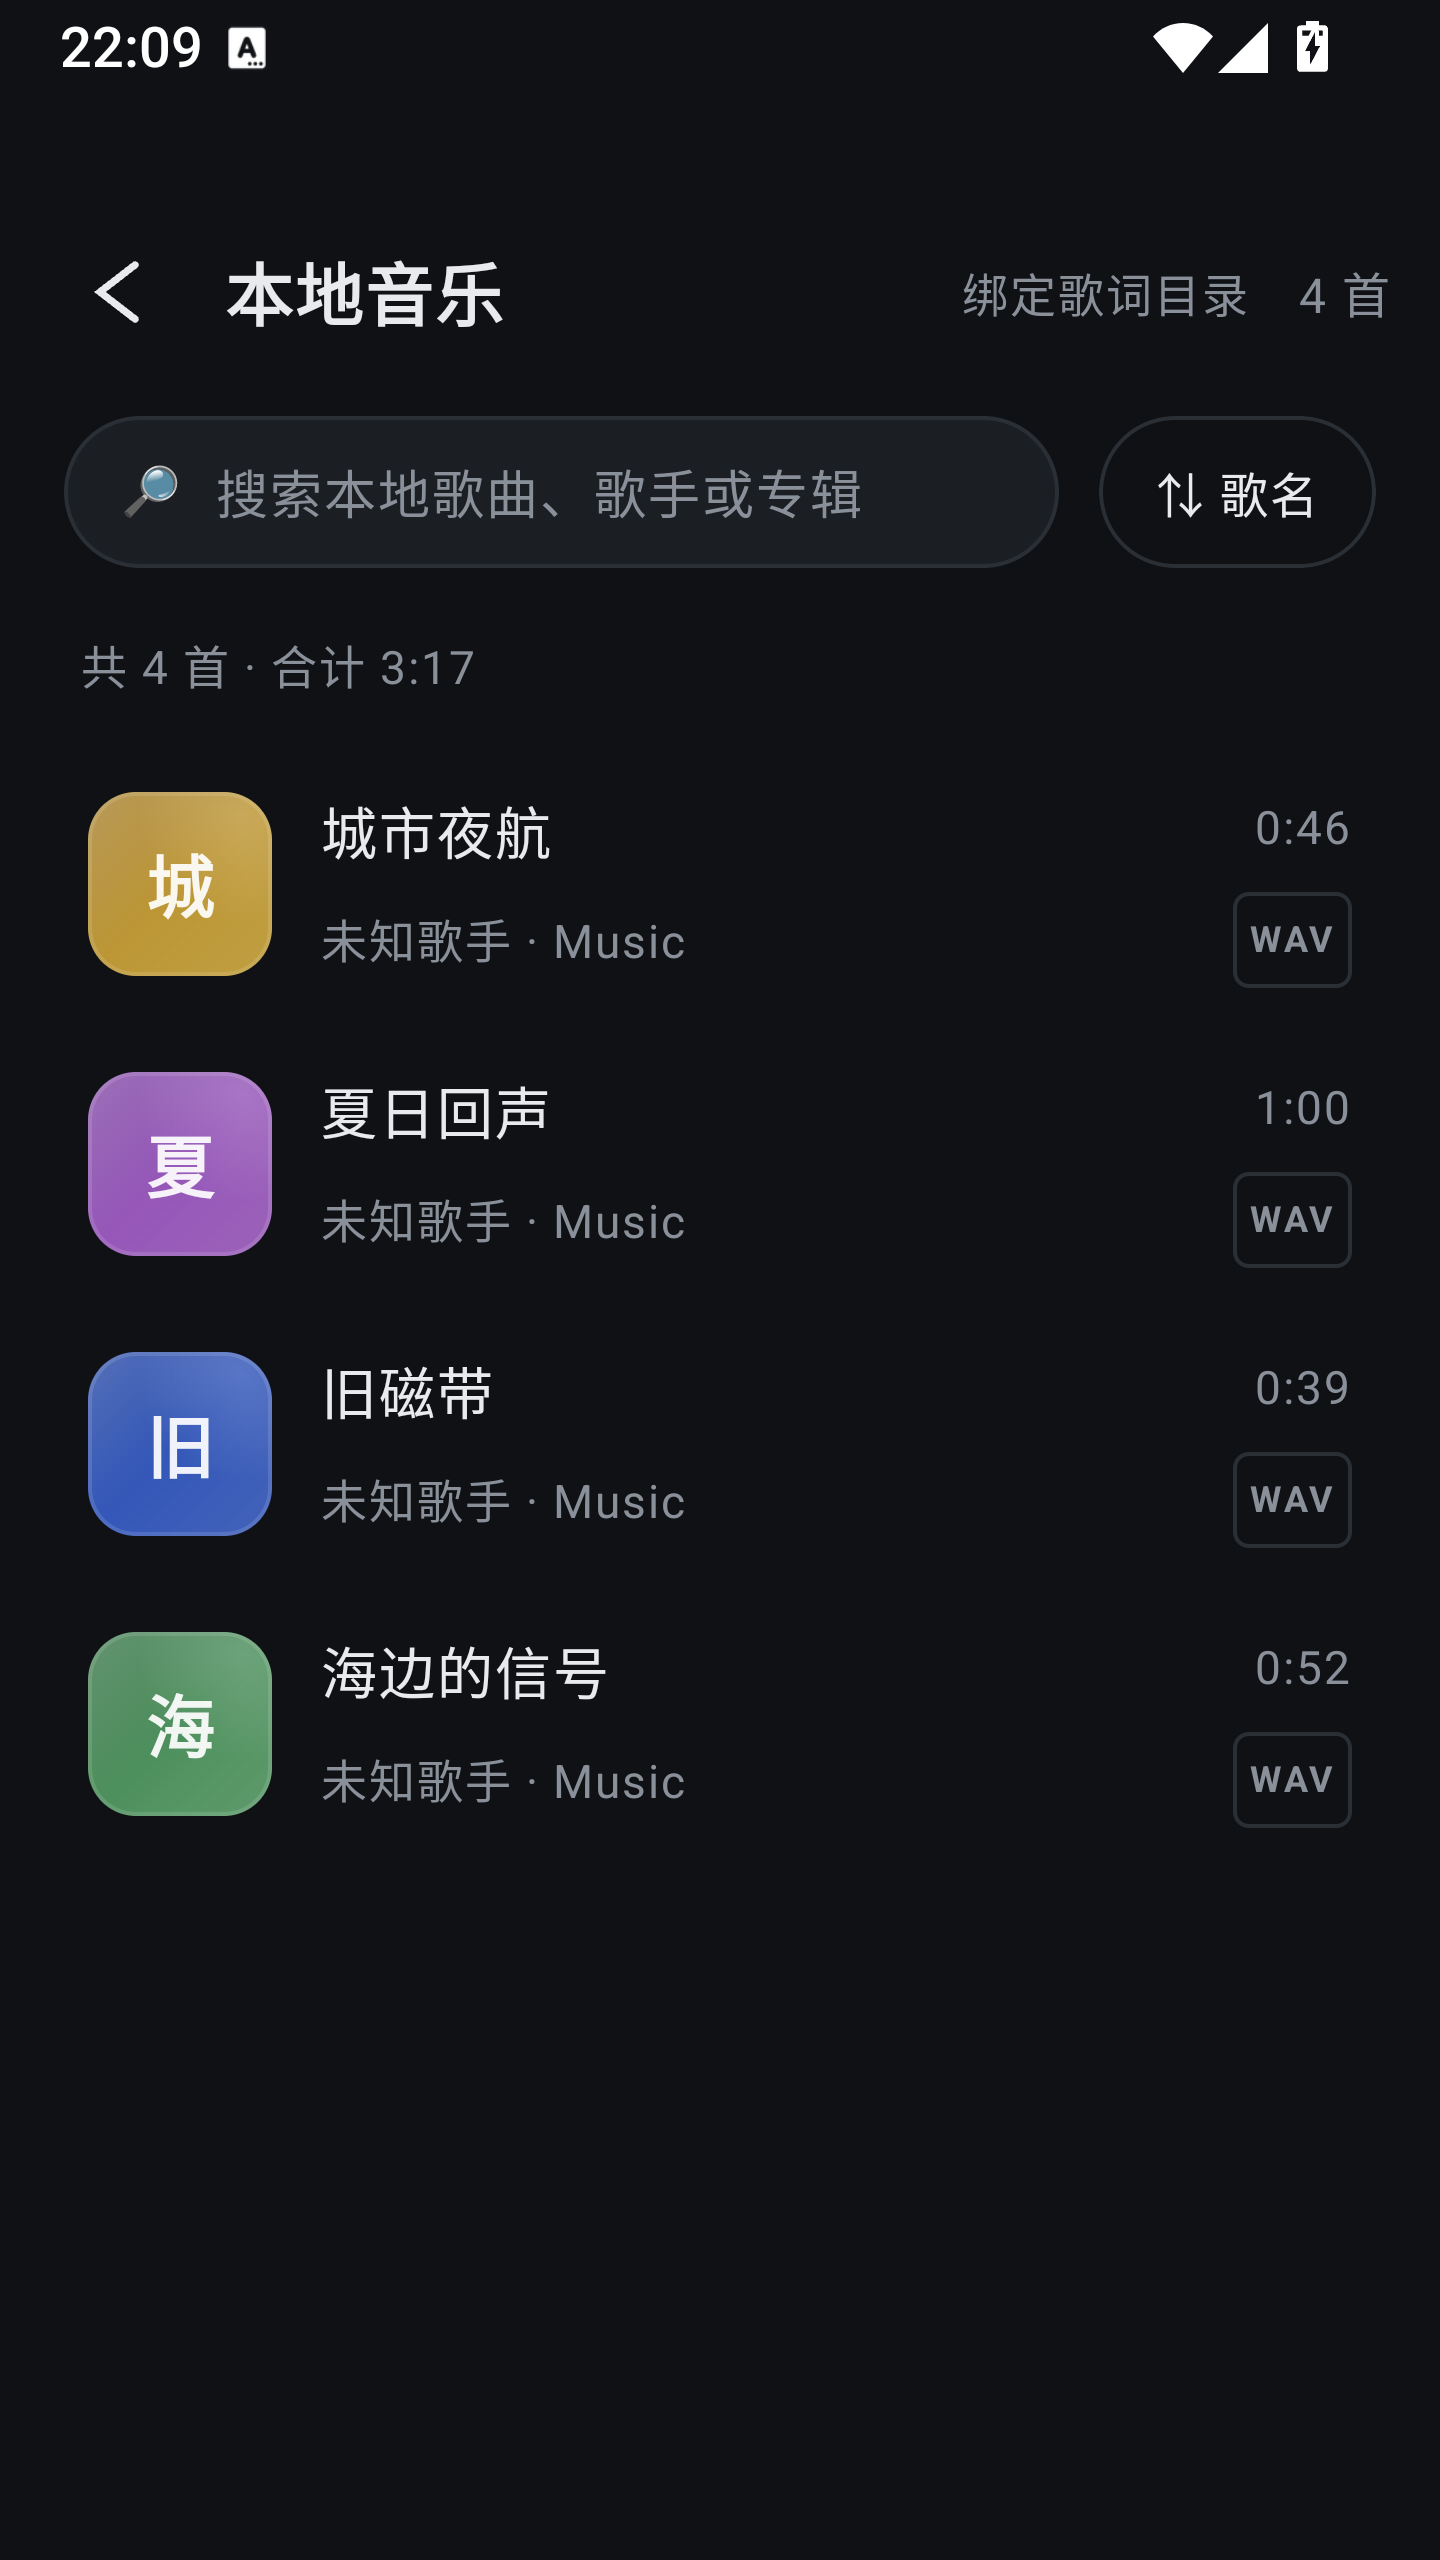 22:09
本地音乐 绑定歌词目录 4 首
搜索本地歌曲、歌手或专辑 歌名
共 4 首 · 合计 3:17
城 城市夜航 0:46
未知歌手 · Music WAV
夏 夏日回声 1:00
未知歌手 · Music WAV
旧 旧磁带 0:39
未知歌手 · Music WAV
海 海边的信号 0:52
未知歌手 · Music WAV